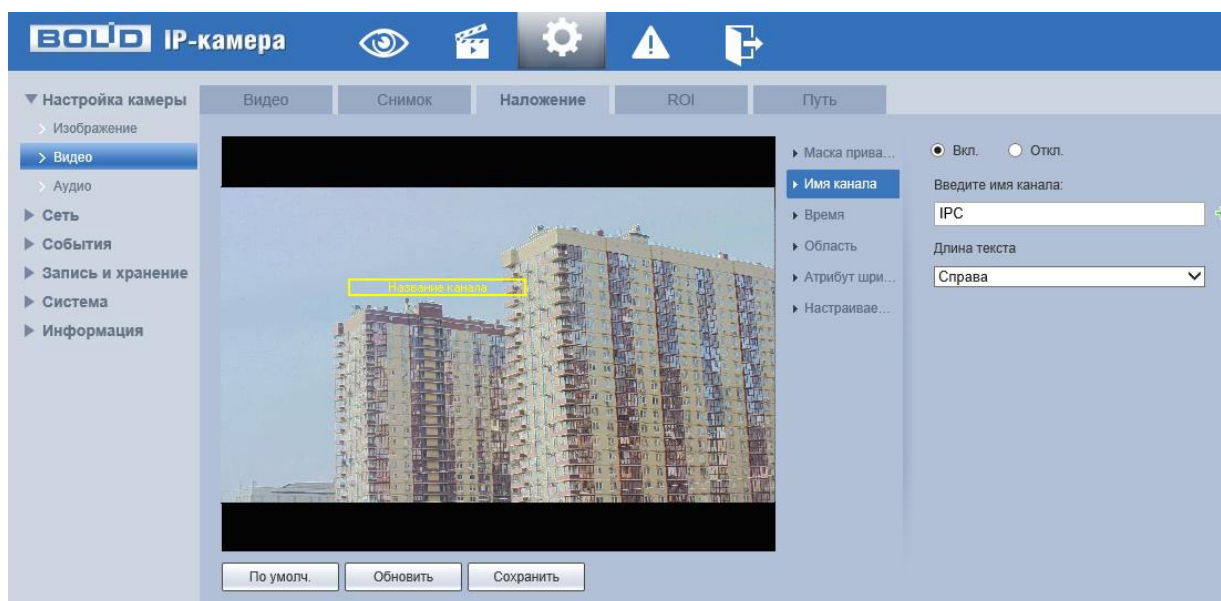 BOLID IP-камера
Настройка камеры
Изображение
Видео
Аудио
Сеть
События
Запись и хранение
Система
Информация
Видео Снимок Наложение ROI Путь
Название канала
Маска прива...
Имя канала
Время
Область
Атрибут шри...
Настраивае...
Вкл. Откл.
Введите имя канала:
IPC
Длина текста
Справа
По умолч. Обновить Сохранить